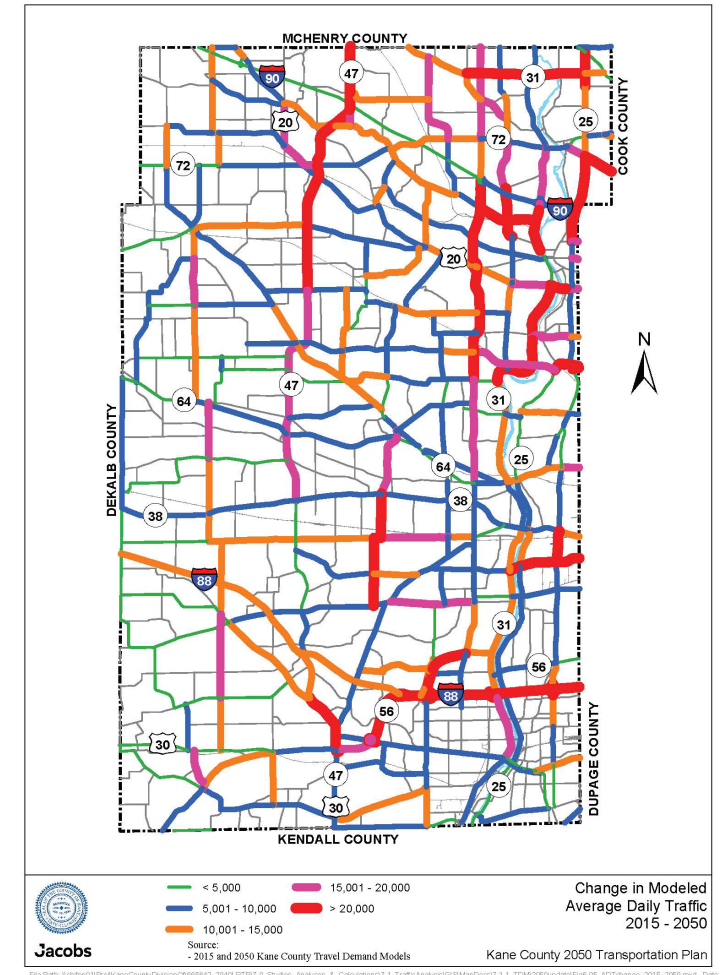 MCHENRY COUNTY
47
31
90
20
25
COOK COUNTY
72
72
90
20
N
47
64
31
DEKALB COUNTY
25
64
38
38
88
31
56
88
56
30
DUPAGE COUNTY
47
25
30
KENDALL COUNTY
< 5,000
5,001 - 10,000
10,001 - 15,000
15,001 - 20,000
> 20,000
Change in Modeled
Average Daily Traffic
2015 - 2050
Source:
- 2015 and 2050 Kane County Travel Demand Models
Jacobs
Kane County 2050 Transportation Plan